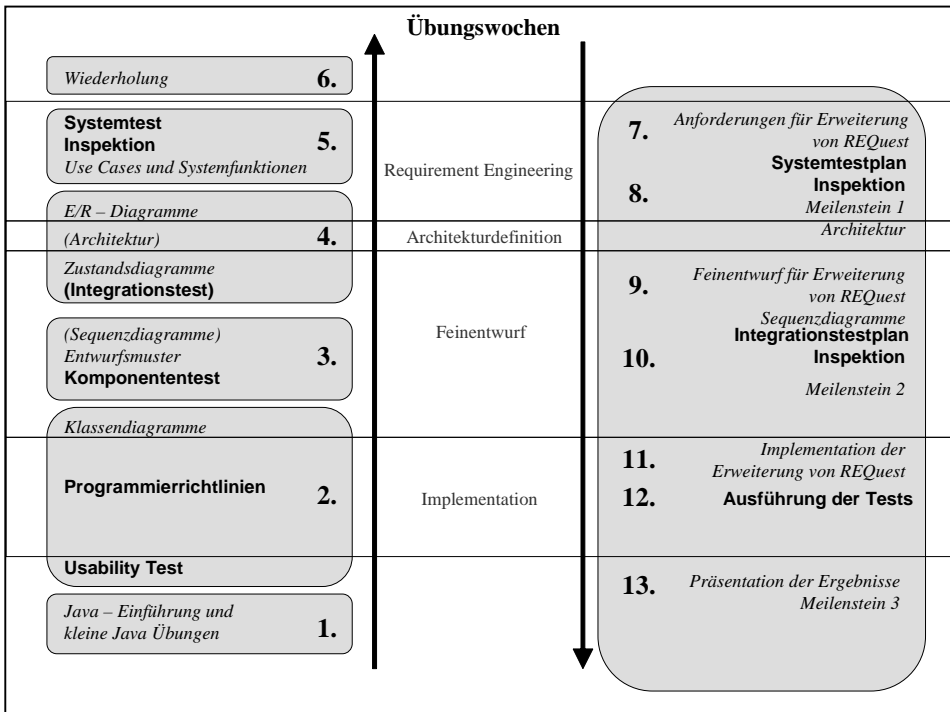 Übungswochen
Wiederholung 6.
Systemtest
Inspektion 5.
Use Cases und Systemfunktionen
E/R – Diagramme
(Architektur) 4.
Zustandsdiagramme
(Integrationstest)
(Sequenzdiagramme)
Entwurfsmuster 3.
Komponententest
Klassendiagramme
Programmierrichtlinien 2.
Usability Test
Java – Einführung und
kleine Java Übungen 1.
Requirement Engineering
Architekturdefinition
Feinentwurf
Implementation
7. Anforderungen für Erweiterung
von REQuest
Systemtestplan
8. Inspektion
Meilenstein 1
Architektur
9. Feinentwurf für Erweiterung
von REQuest
Sequenzdiagramme
Integrationstestplan
10. Inspektion
Meilenstein 2
11. Implementation der
Erweiterung von REQuest
12. Ausführung der Tests
13. Präsentation der Ergebnisse
Meilenstein 3